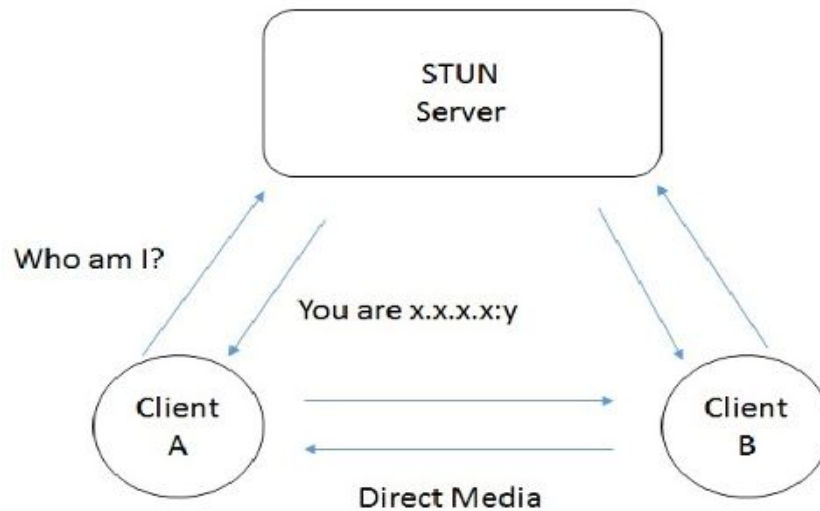 STUN
Server
Who am I?
You are x.x.x.x:y
Client
A
Client
B
Direct Media